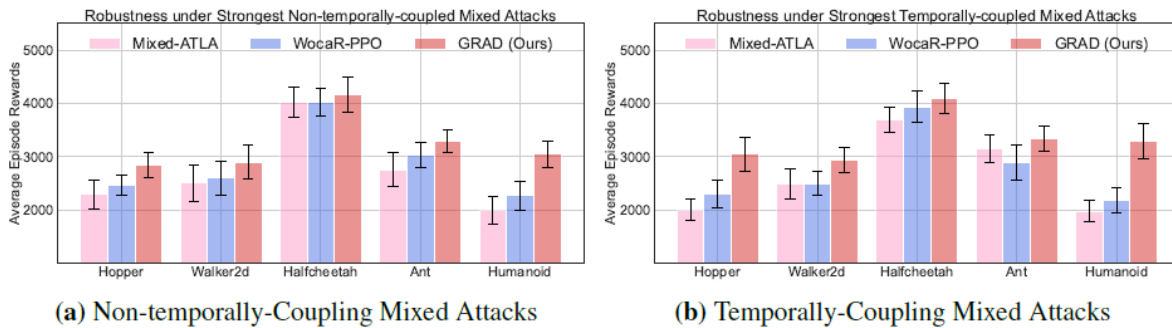 Robustness under Strongest Non-temporally-coupled Mixed Attacks
Mixed-ATLA WocaR-PPO GRAD (Ours)
Average Episode Rewards
5000
4000
3000
2000
Hopper Walker2d Halfcheetah Ant Humanoid
(a) Non-temporally-Coupling Mixed Attacks
Robustness under Strongest Temporally-coupled Mixed Attacks
Mixed-ATLA WocaR-PPO GRAD (Ours)
Average Episode Rewards
5000
4000
3000
2000
Hopper Walker2d Halfcheetah Ant Humanoid
(b) Temporally-Coupling Mixed Attacks